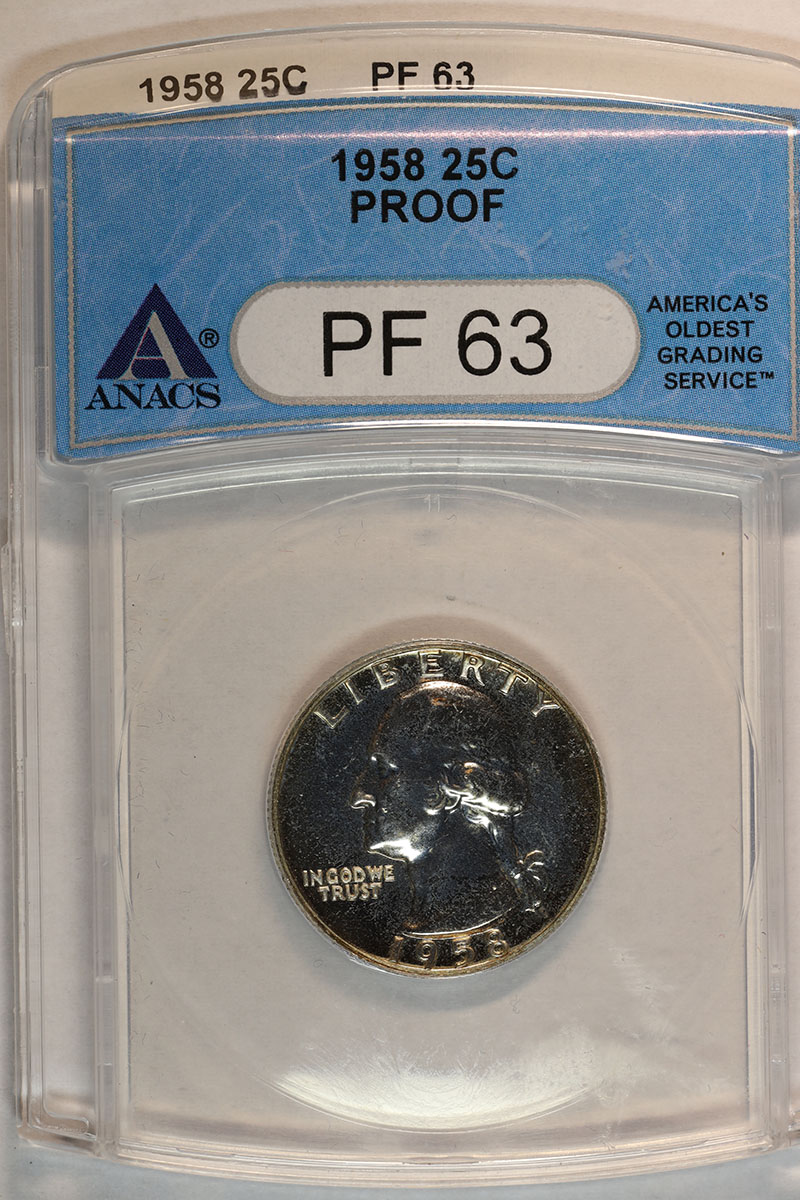 1958 25C PF 63
1958 25C
PROOF
PF 63
A®
ANACS
AMERICA'S
OLDEST
GRADING
SERVICE™
LIBERTY
IN GOD WE
TRUST
1958